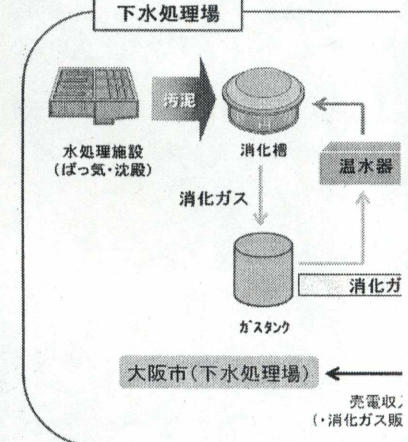 下水処理場
汚泥
水処理施設
(ばっ気・沈殿)
消化槽
温水器
消化ガス
ガスタンク
消化ガ
大阪市(下水処理場)
売電収入
(・消化ガス販